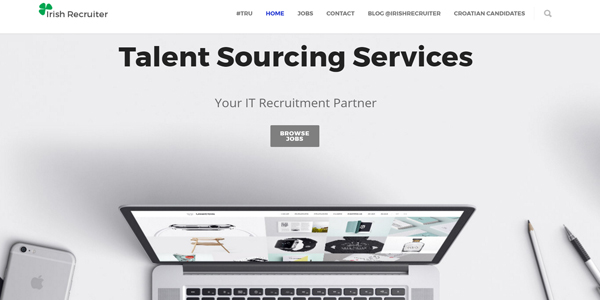 Irish Recruiter
#TRU HOME JOBS CONTACT BLOG @IRISHRECRUITER CROATIAN CANDIDATES
Talent Sourcing Services
Your IT Recruitment Partner
BROWSE
JOBS